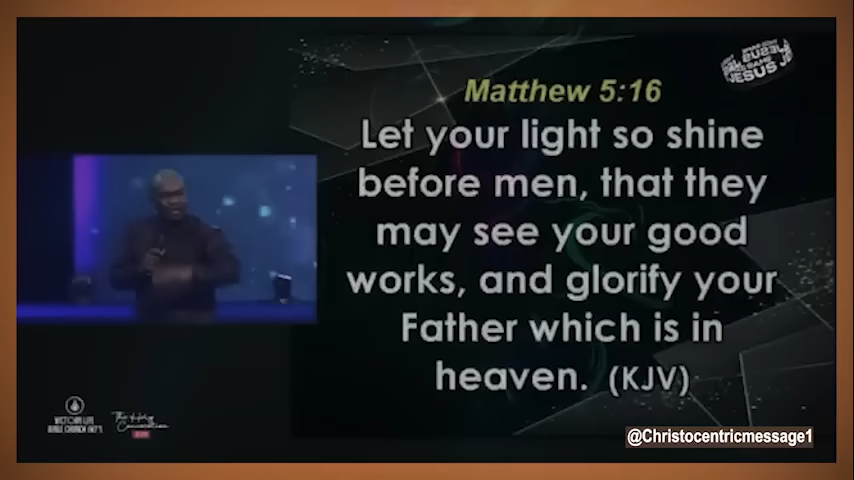 Matthew 5:16
Let your light so shine
before men, that they
may see your good
works, and glorify your
Father which is in
heaven. (KJV)
JESUS
@Christocentricmessage1